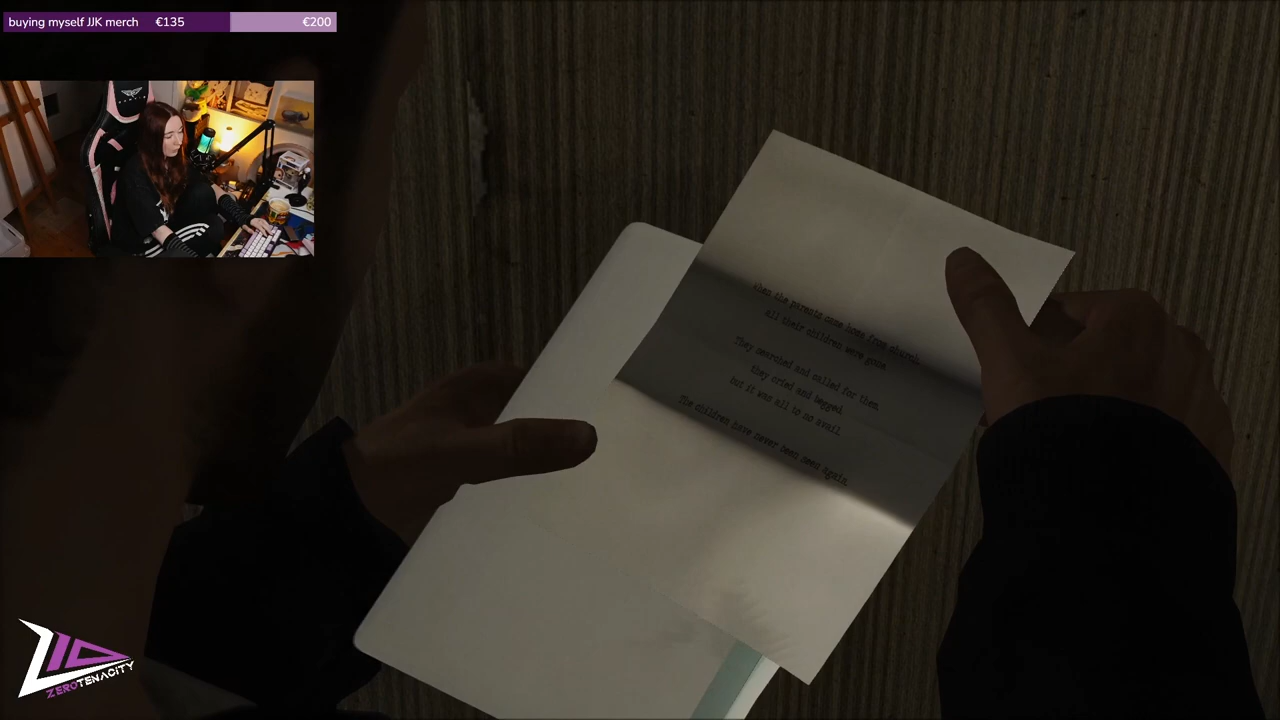 buying myself JJK merch €135 €200
When the parents came home from church,
all their children were gone.
They searched and called for them,
they cried and begged,
but it was all to no avail.
The children have never been seen again.
ZEROTENACITY